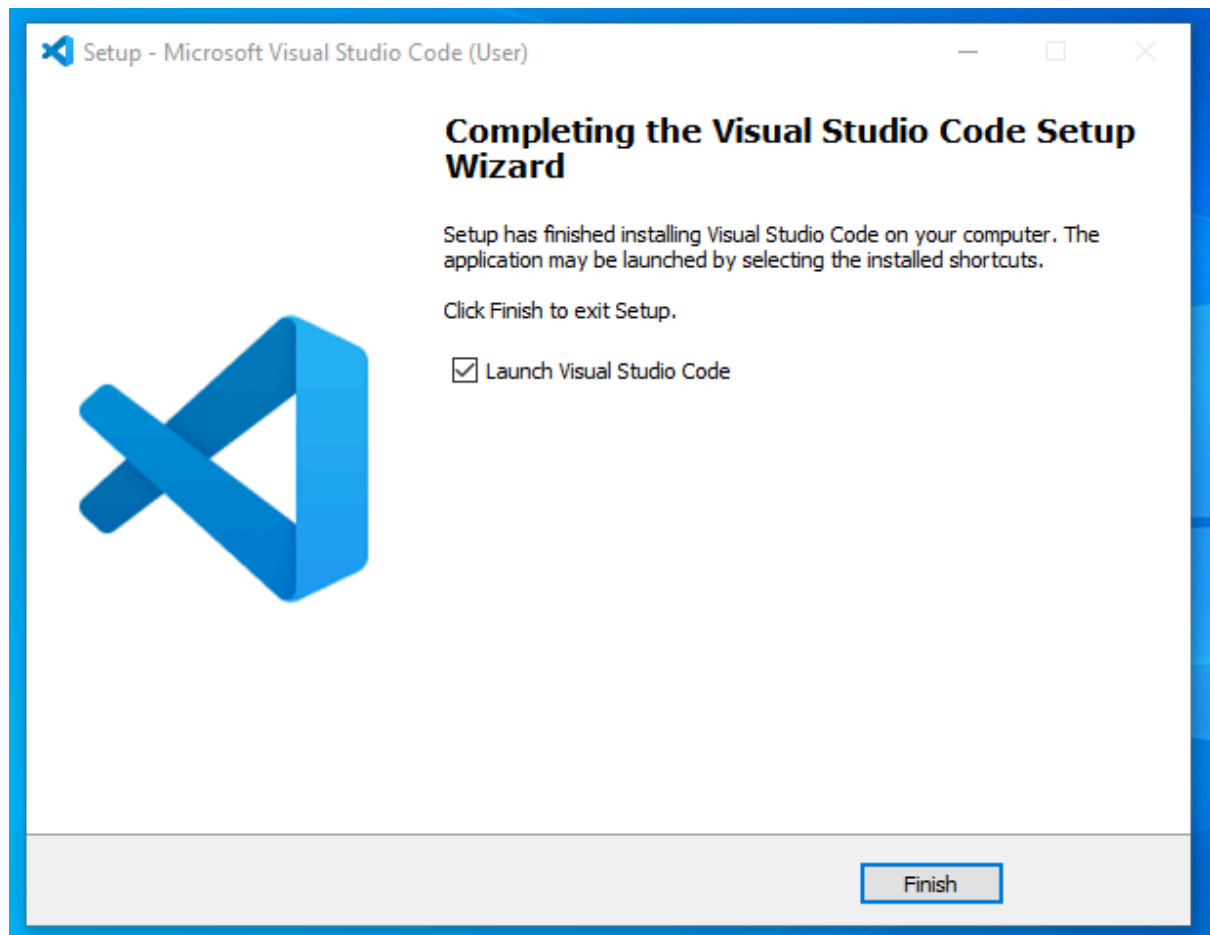 Setup - Microsoft Visual Studio Code (User)
Completing the Visual Studio Code Setup
Wizard
Setup has finished installing Visual Studio Code on your computer. The
application may be launched by selecting the installed shortcuts.
Click Finish to exit Setup.
Launch Visual Studio Code
Finish